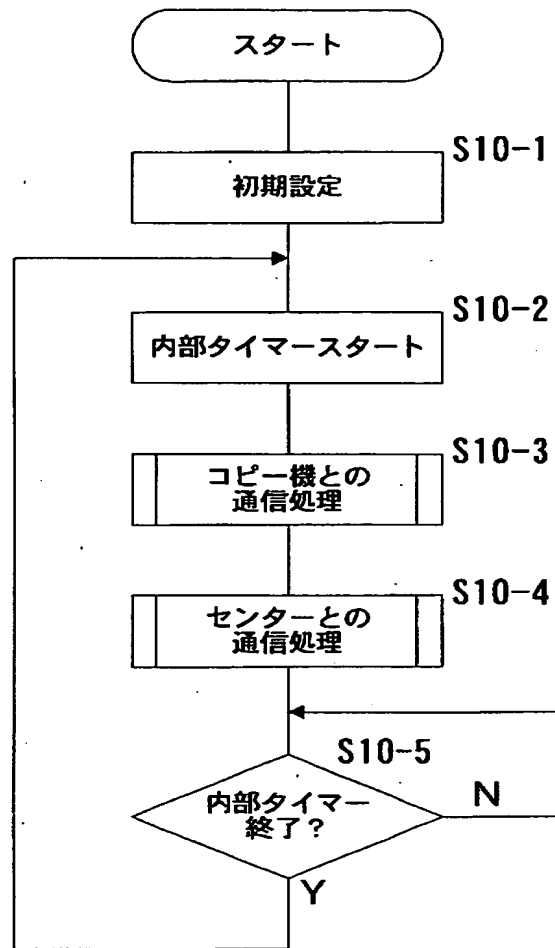 スタート
S10-1
初期設定
S10-2
内部タイマースタート
S10-3
コピー機との
通信処理
S10-4
センターとの
通信処理
S10-5
内部タイマー
終了?
N
Y